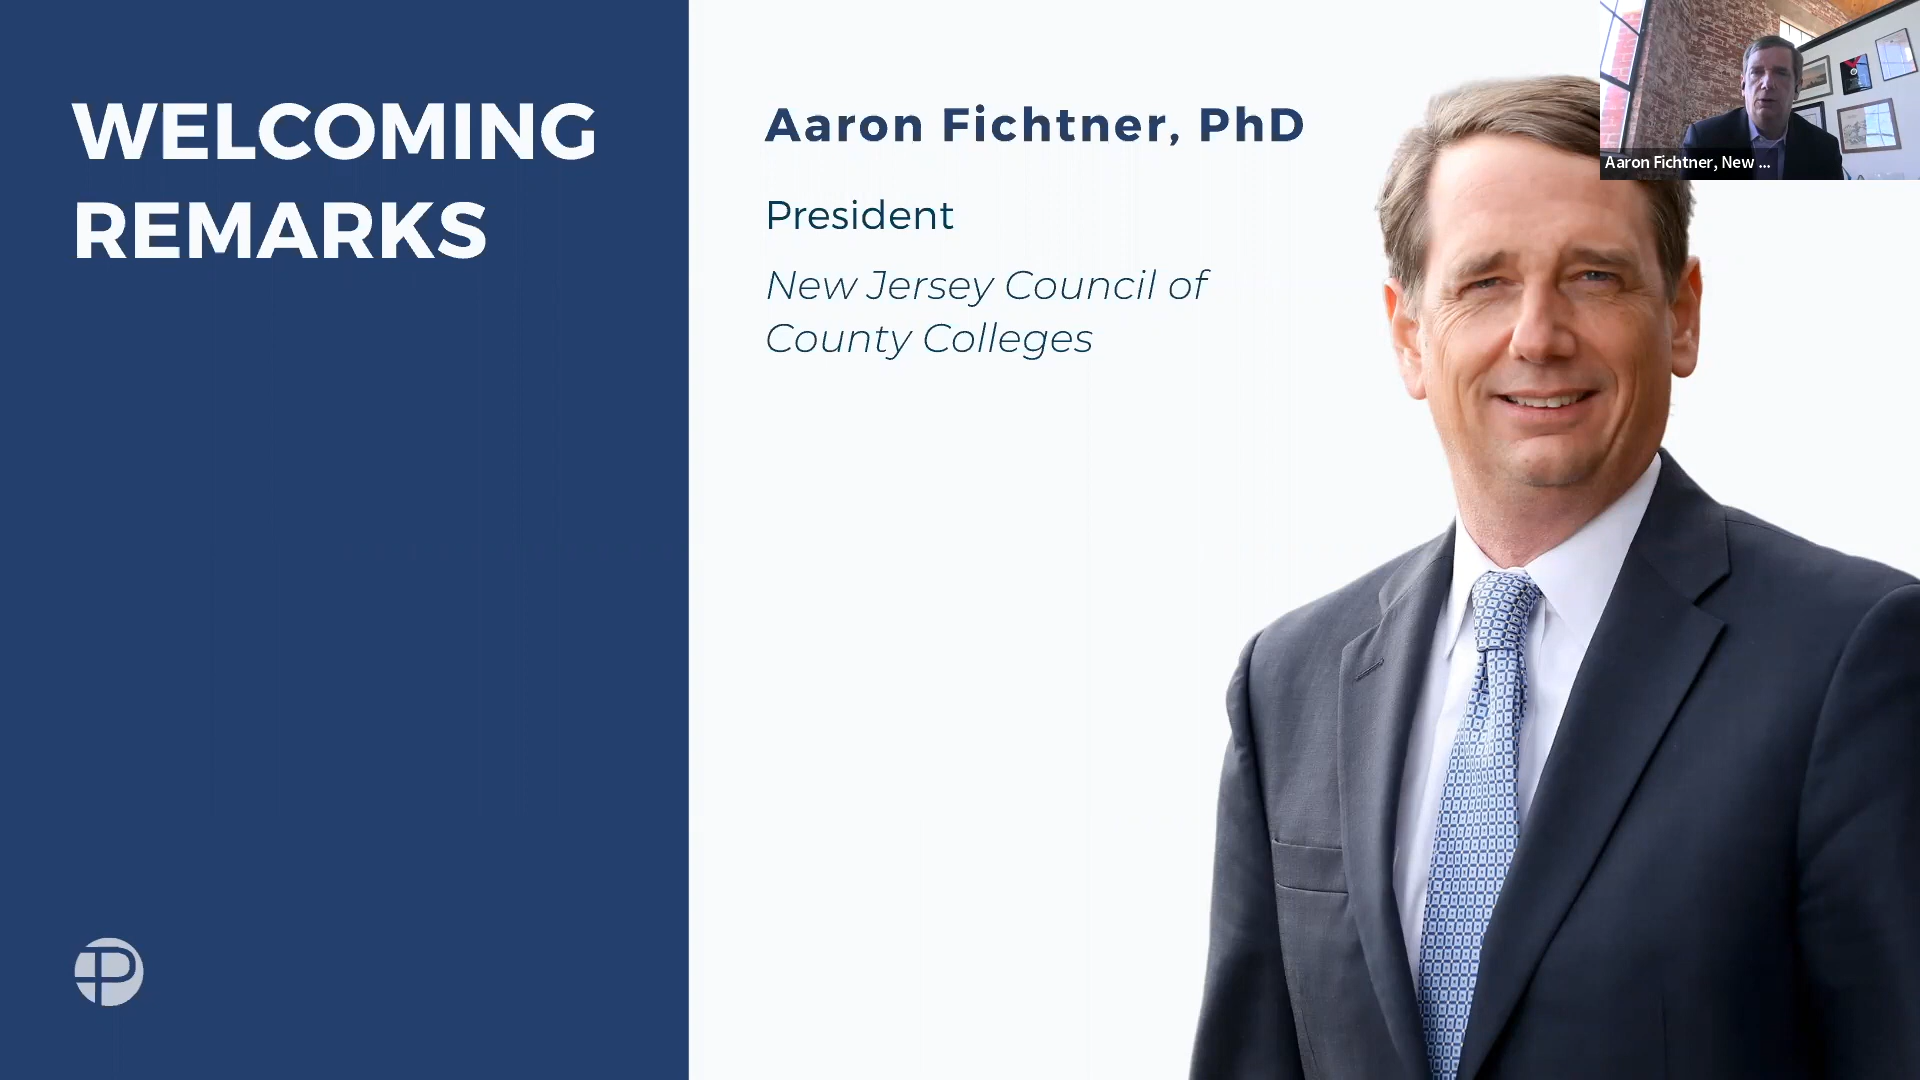 WELCOMING
REMARKS
Aaron Fichtner, PhD
President
New Jersey Council of
County Colleges
Aaron Fichtner, New ...
P